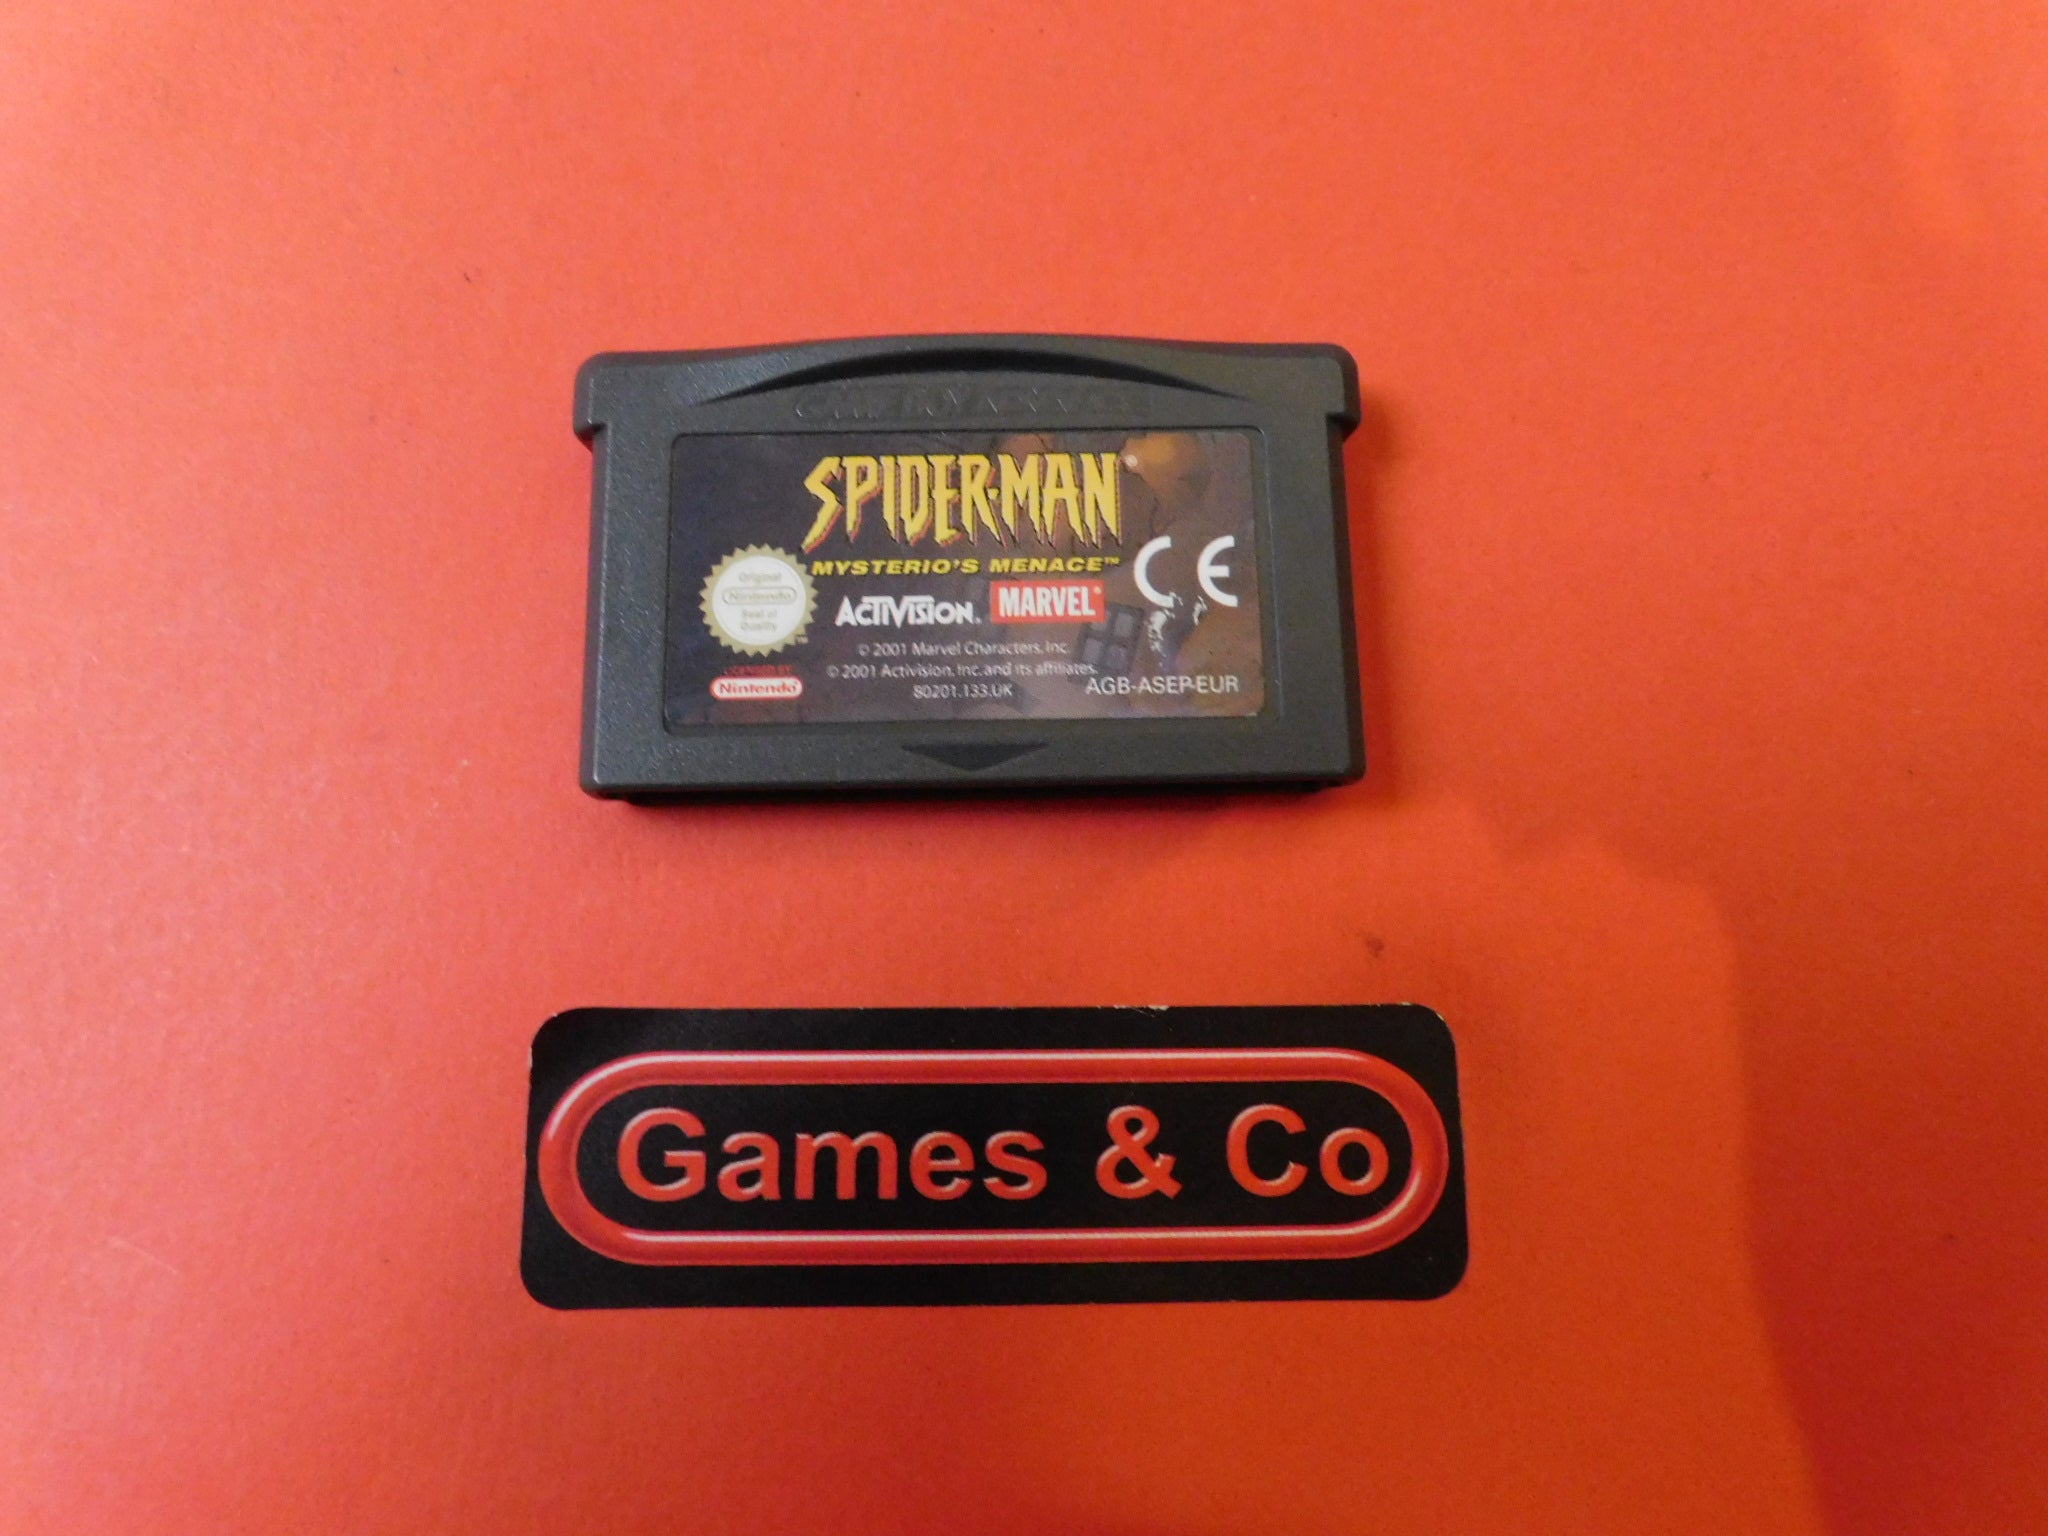 GAME BOY ADVANCE
SPIDER-MAN
MYSTERIO'S MENACE™
Original
Nintendo
Seal of
Quality
™
ACTIVISION.
MARVEL®
CE
© 2001 Marvel Characters, Inc.
© 2001 Activision, Inc. and its affiliates.
80201.133.UK
LICENSED BY
Nintendo®
AGB-ASEP-EUR
Games & Co